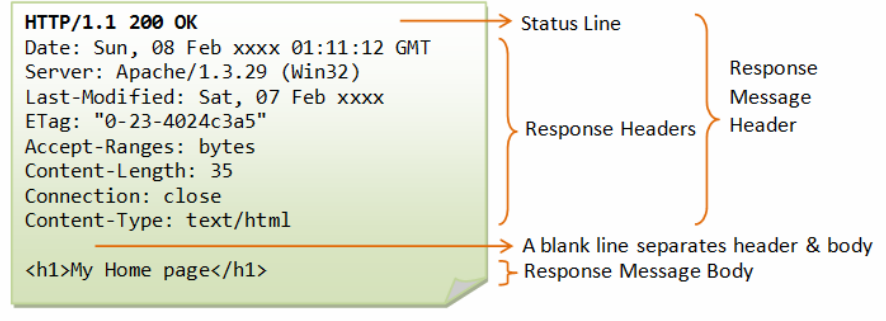 HTTP/1.1 200 OK
Date: Sun, 08 Feb xxxx 01:11:12 GMT
Server: Apache/1.3.29 (Win32)
Last-Modified: Sat, 07 Feb xxxx
ETag: "0-23-4024c3a5"
Accept-Ranges: bytes
Content-Length: 35
Connection: close
Content-Type: text/html
<h1>My Home page</h1>
Status Line
Response Headers
Response
Message
Header
A blank line separates header & body
Response Message Body